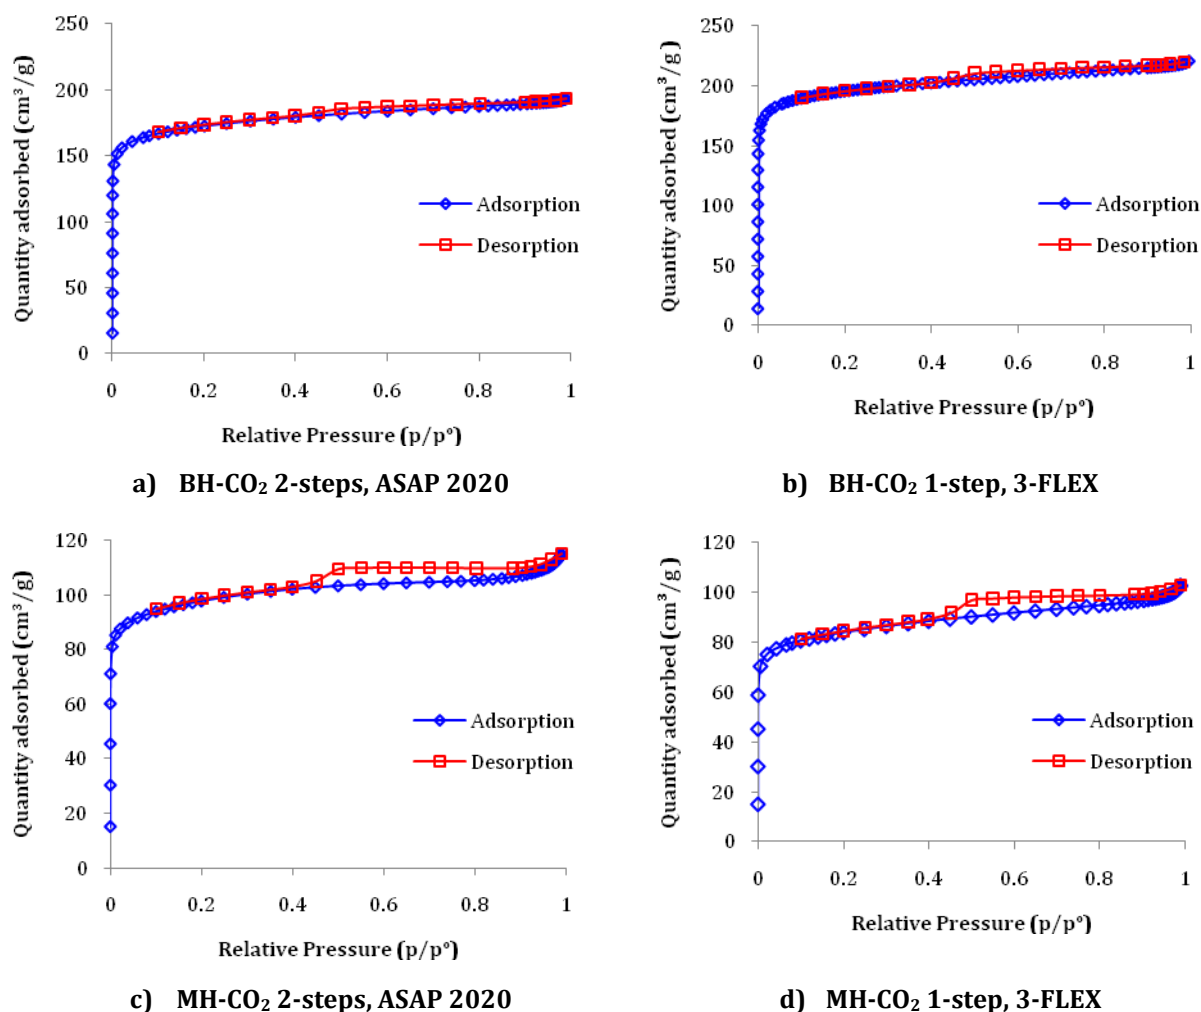 250
200
150
100
50
0
Quantity adsorbed (cm³/g)
Adsorption
Desorption
0 0.2 0.4 0.6 0.8 1
Relative Pressure (p/p°)
a) BH-CO₂ 2-steps, ASAP 2020
250
200
150
100
50
0
Quantity adsorbed (cm³/g)
Adsorption
Desorption
0 0.2 0.4 0.6 0.8 1
Relative Pressure (p/p°)
b) BH-CO₂ 1-step, 3-FLEX
120
100
80
60
40
20
0
Quantity adsorbed (cm³/g)
Adsorption
Desorption
0 0.2 0.4 0.6 0.8 1
Relative Pressure (p/p°)
c) MH-CO₂ 2-steps, ASAP 2020
120
100
80
60
40
20
0
Quantity adsorbed (cm³/g)
Adsorption
Desorption
0 0.2 0.4 0.6 0.8 1
Relative Pressure (p/p°)
d) MH-CO₂ 1-step, 3-FLEX